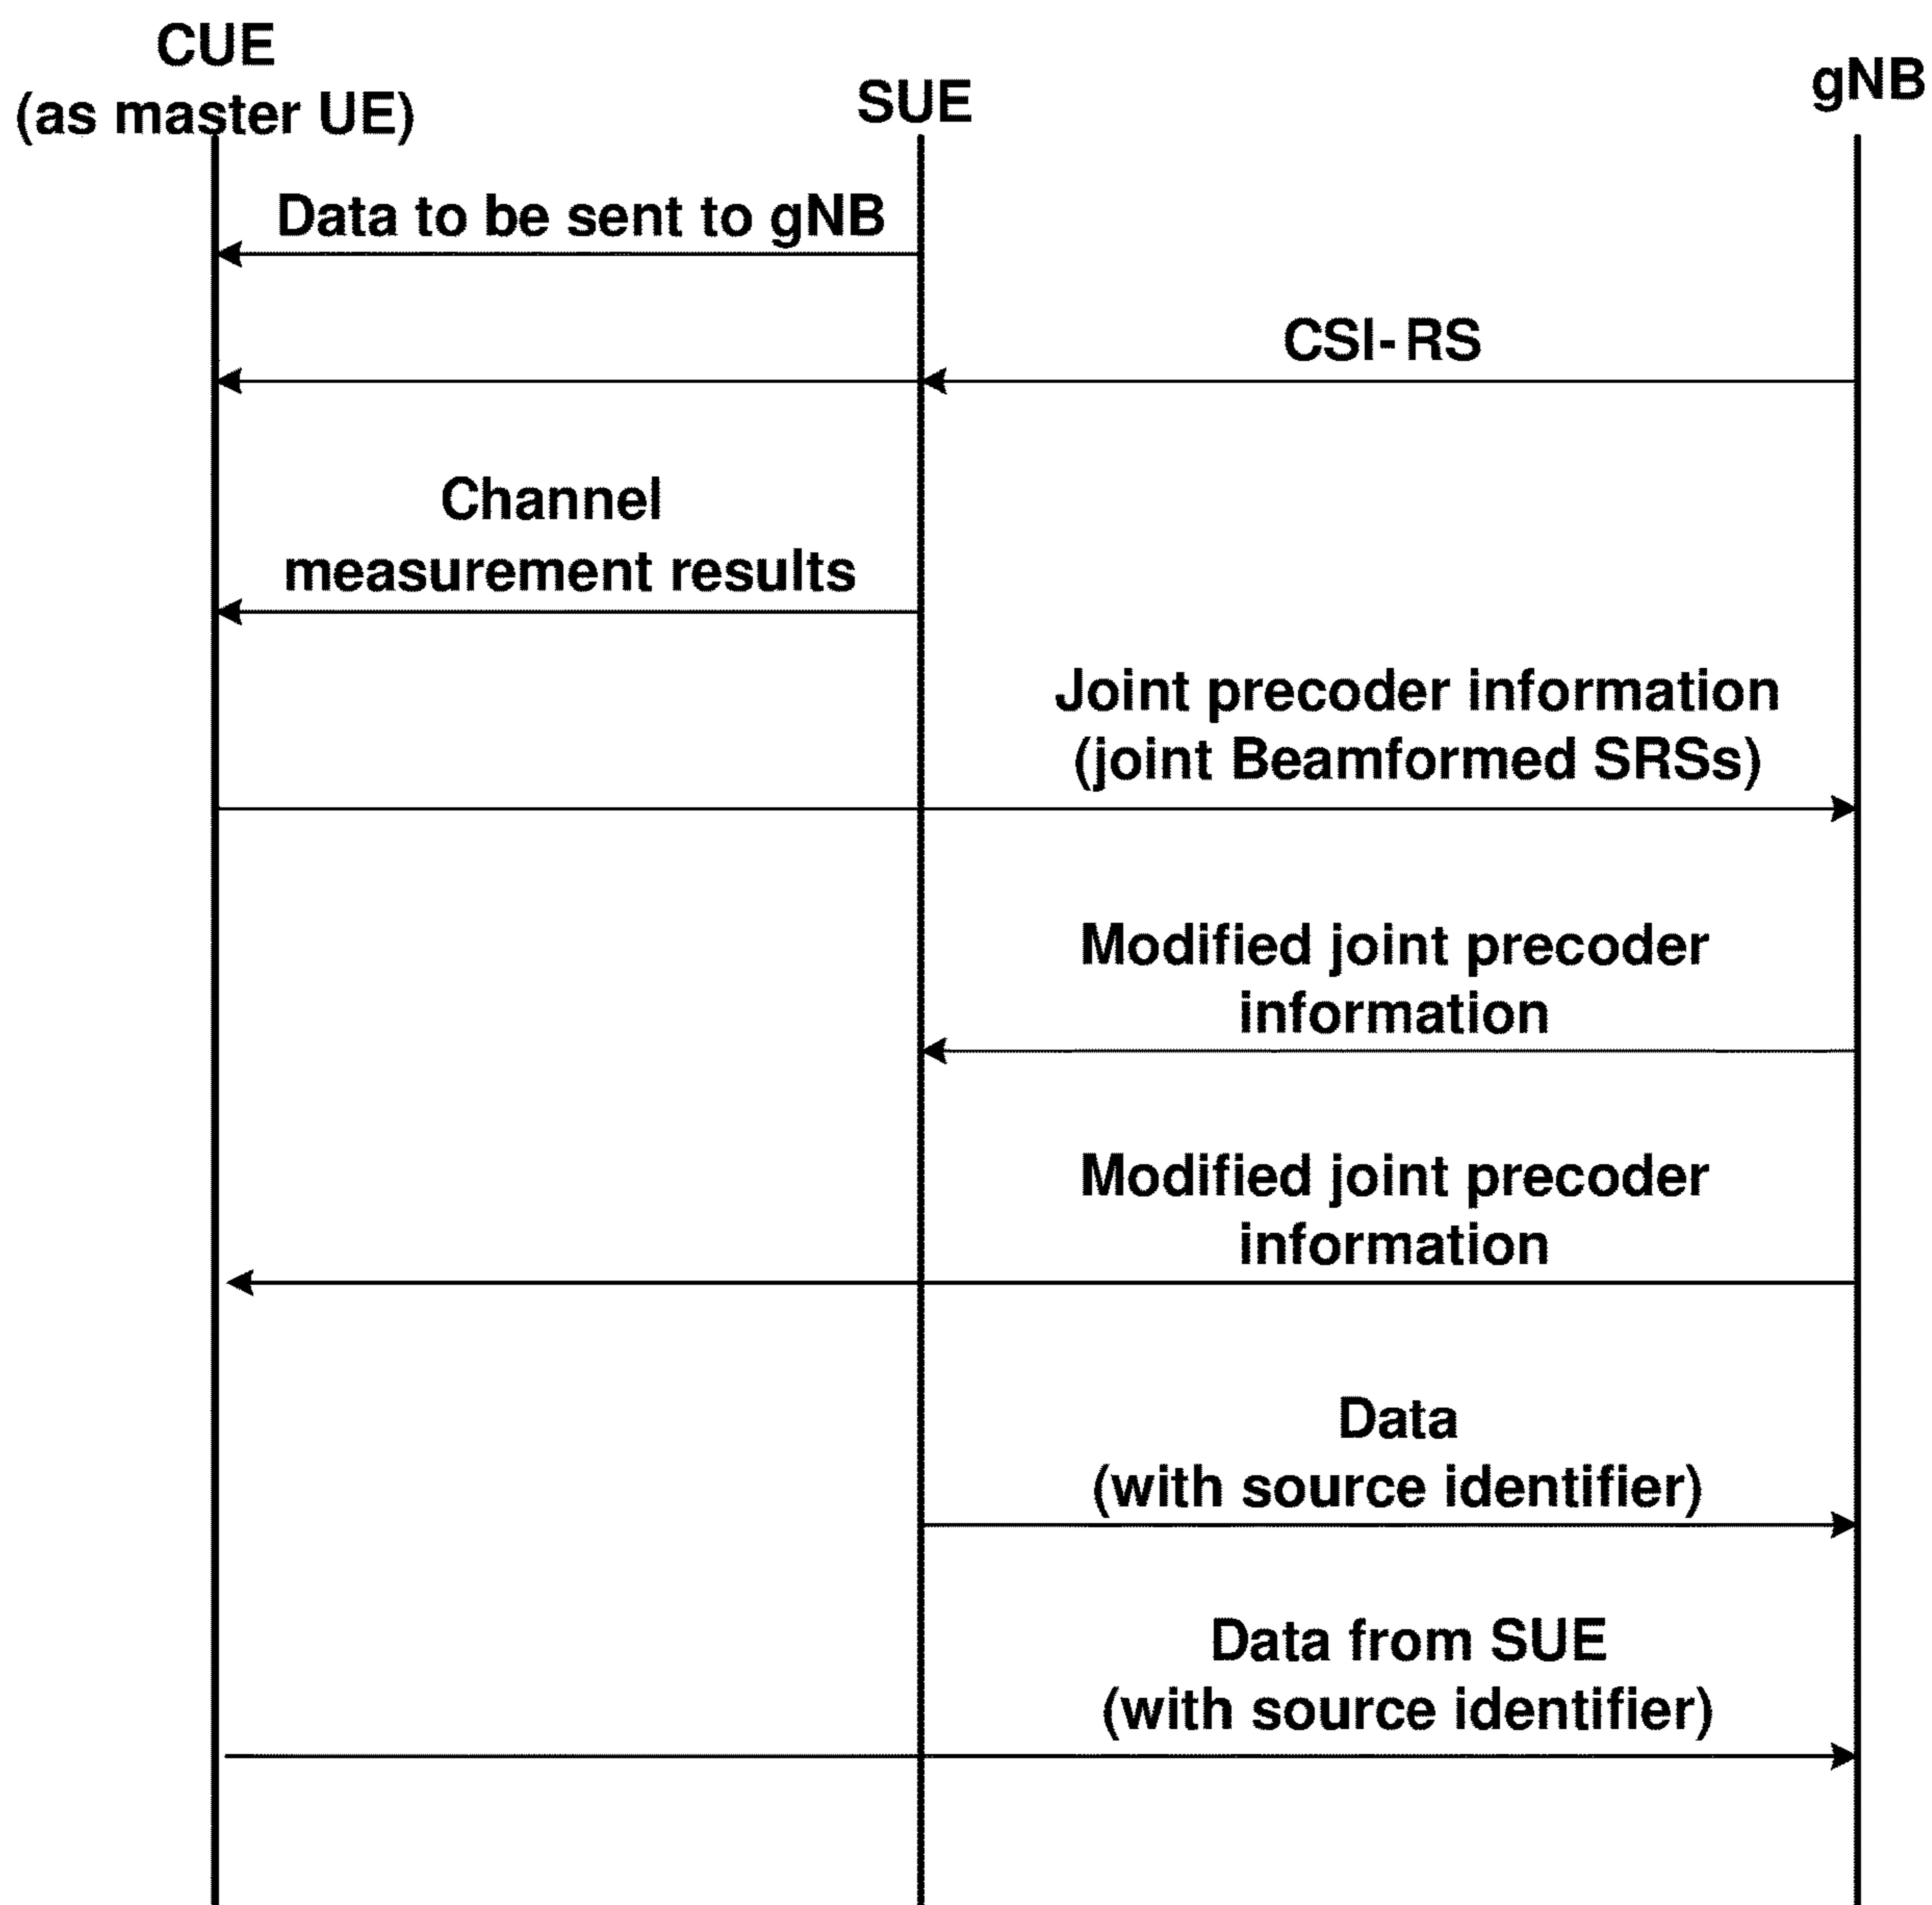 CUE
(as master UE)
SUE
gNB
Data to be sent to gNB
CSI-RS
Channel
measurement results
Joint precoder information
(joint Beamformed SRSs)
Modified joint precoder
information
Modified joint precoder
information
Data
(with source identifier)
Data from SUE
(with source identifier)